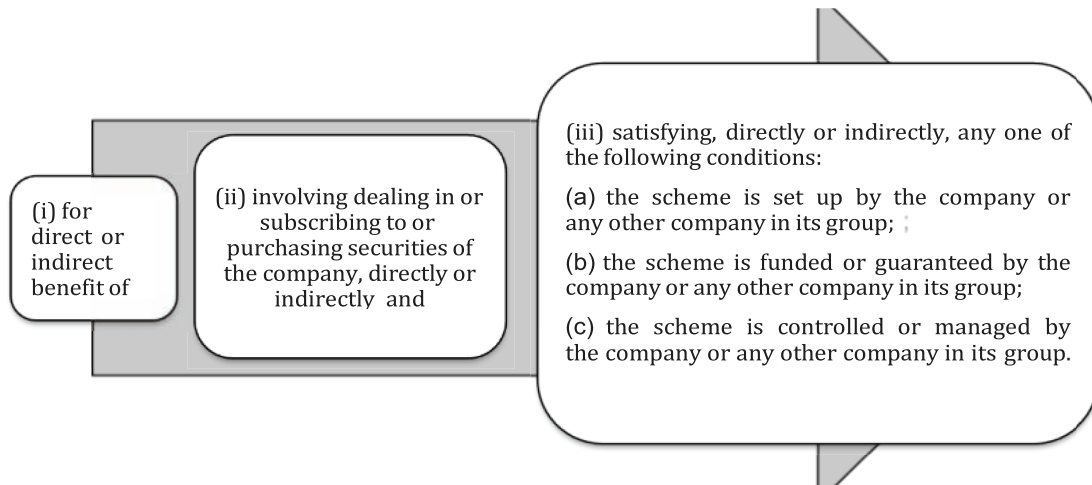 (i) for
direct or
indirect
benefit of
(ii) involving dealing in or
subscribing to or
purchasing securities of
the company, directly or
indirectly and
(iii) satisfying, directly or indirectly, any one of
the following conditions:
(a) the scheme is set up by the company or
any other company in its group; ;
(b) the scheme is funded or guaranteed by the
company or any other company in its group;
(c) the scheme is controlled or managed by
the company or any other company in its group.